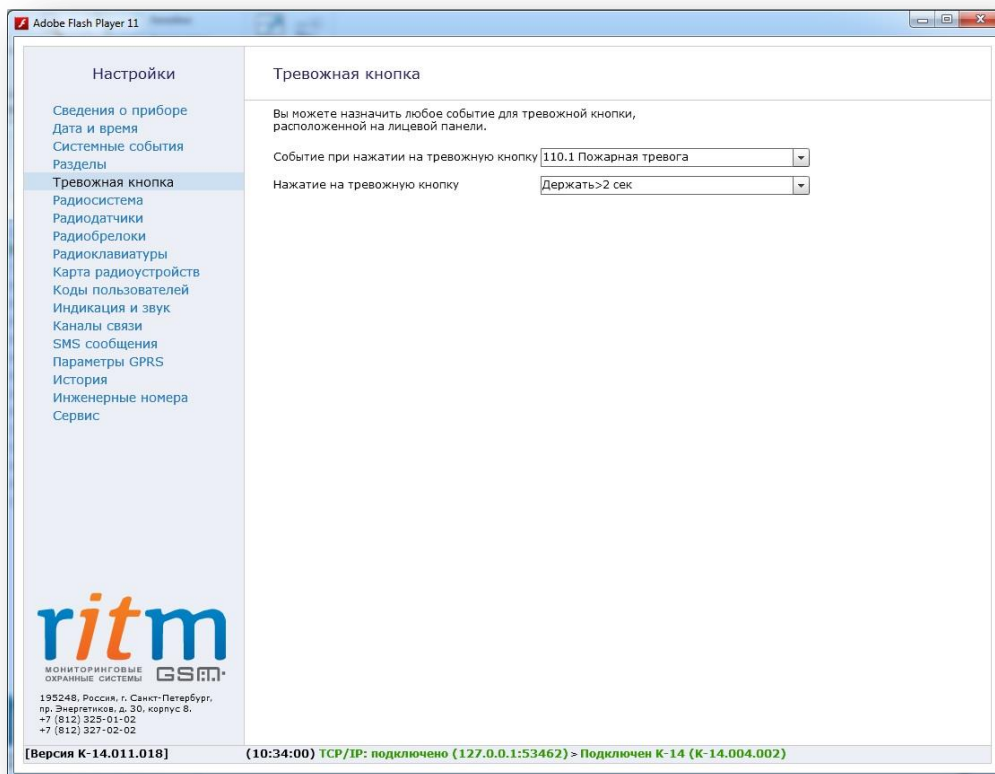 Adobe Flash Player 11
Настройки
Сведения о приборе
Дата и время
Системные события
Разделы
Тревожная кнопка
Радиосистема
Радиодатчики
Радиобрелоки
Радиоклавиатуры
Карта радиоустройств
Коды пользователей
Индикация и звук
Каналы связи
SMS сообщения
Параметры GPRS
История
Инженерные номера
Сервис
ritm
МОНИТОРИНГОВЫЕ
ОХРАННЫЕ СИСТЕМЫ GSM
195248, Россия, г. Санкт-Петербург,
пр. Энергетиков, д. 30, корпус 8.
+7 (812) 325-01-02
+7 (812) 327-02-02
Тревожная кнопка
Вы можете назначить любое событие для тревожной кнопки,
расположенной на лицевой панели.
Событие при нажатии на тревожную кнопку 110.1 Пожарная тревога
Нажатие на тревожную кнопку Держать>2 сек
[Версия K-14.011.018] (10:34:00) TCP/IP: подключено (127.0.0.1:53462) > Подключен K-14 (K-14.004.002)